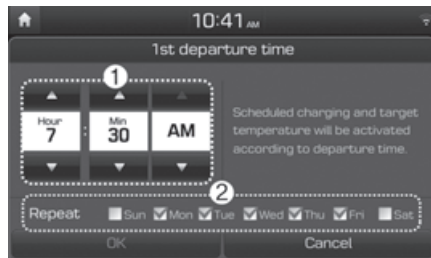 10:41 AM
1st departure time
1
Hour Min
7 : 30 AM
Scheduled charging and target
temperature will be activated
according to departure time.
2
Repeat Sun Mon Tue Wed Thu Fri Sat
OK Cancel